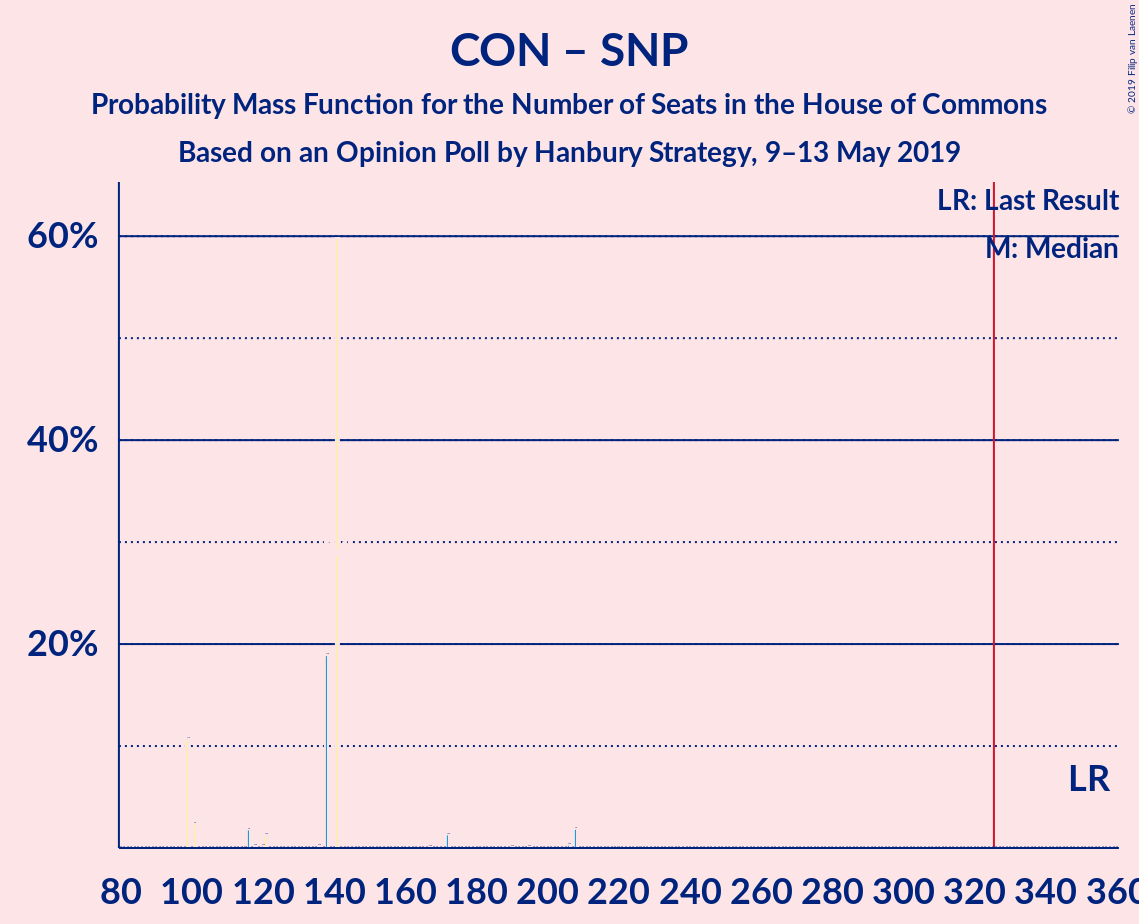 CON – SNP
Probability Mass Function for the Number of Seats in the House of Commons
Based on an Opinion Poll by Hanbury Strategy, 9–13 May 2019
© 2019 Filip van Laenen
LR: Last Result
M: Median
60%
40%
20%
LR
80 100 120 140 160 180 200 220 240 260 280 300 320 340 360